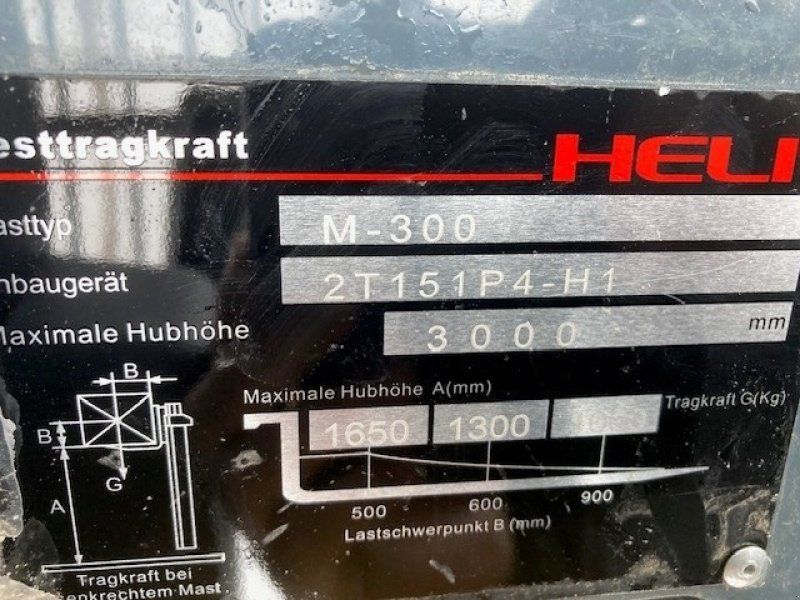 esttragkraft HELI
asttyp M-300
nbaugerät 2T151P4-H1
Maximale Hubhöhe 3000 mm
B
B
A
G
Tragkraft bei
senkrechtem Mast
Maximale Hubhöhe A(mm)
1650 1300 Tragkraft G(Kg)
500 600 900
Lastschwerpunkt B (mm)